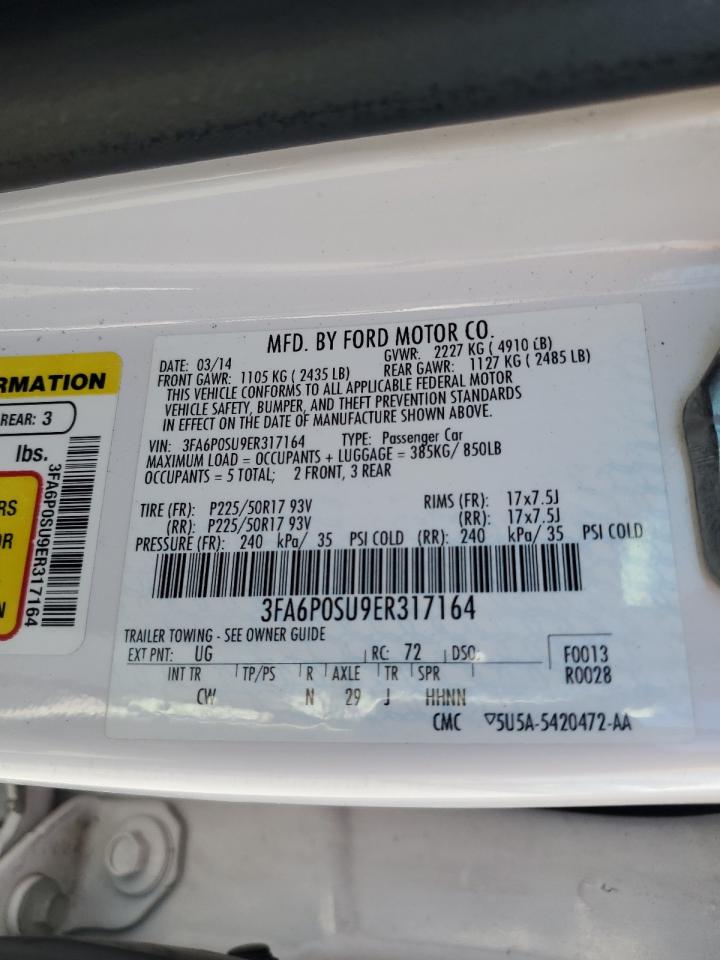 MFD. BY FORD MOTOR CO.
DATE: 03/14 GVWR: 2227 KG ( 4910 LB)
FRONT GAWR: 1105 KG ( 2435 LB) REAR GAWR: 1127 KG ( 2485 LB)
THIS VEHICLE CONFORMS TO ALL APPLICABLE FEDERAL MOTOR
VEHICLE SAFETY, BUMPER, AND THEFT PREVENTION STANDARDS
IN EFFECT ON THE DATE OF MANUFACTURE SHOWN ABOVE.
VIN: 3FA6P0SU9ER317164 TYPE: Passenger Car
MAXIMUM LOAD = OCCUPANTS + LUGGAGE = 385KG/ 850LB
OCCUPANTS = 5 TOTAL; 2 FRONT, 3 REAR
TIRE (FR): P225/50R17 93V RIMS (FR): 17x7.5J
(RR): P225/50R17 93V (RR): 17x7.5J
PRESSURE (FR): 240 kPa/ 35 PSI COLD (RR): 240 kPa/ 35 PSI COLD
3FA6P0SU9ER317164
TRAILER TOWING - SEE OWNER GUIDE
EXT PNT: UG RC: 72 DSO: F0013
R0028
INT TR TP/PS R AXLE TR SPR
CW N 29 J HHNN
CMC ▽5U5A-5420472-AA
RMATION
REAR: 3
lbs.
RS
OR
N
3FA6P0SU9ER317164